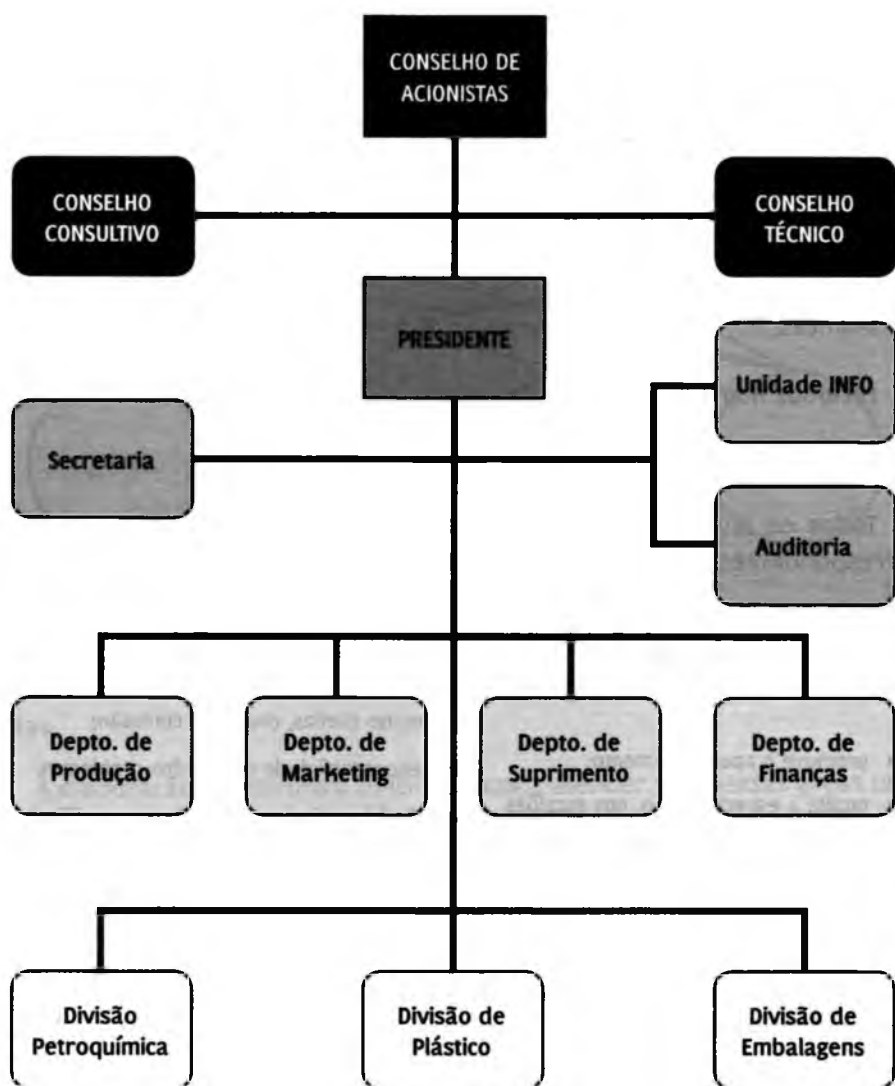 CONSELHO DE
ACIONISTAS
CONSELHO
CONSULTIVO
CONSELHO
TÉCNICO
PRESIDENTE
Unidade INFO
Secretaria
Auditoria
Depto. de
Produção
Depto. de
Marketing
Depto. de
Suprimento
Depto. de
Finanças
Divisão
Petroquímica
Divisão de
Plástico
Divisão de
Embalagens